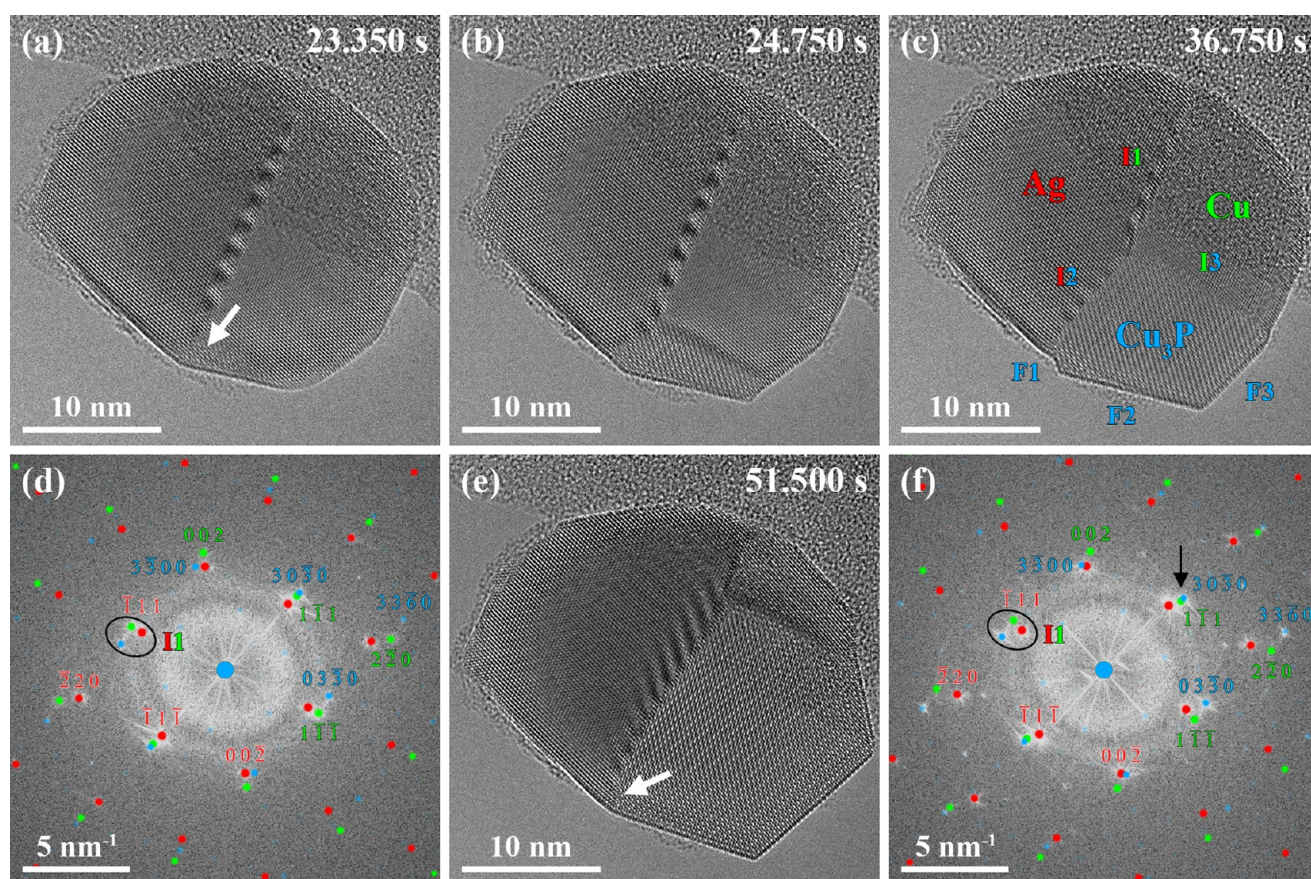 (a) 23.350 s
10 nm
(b) 24.750 s
10 nm
(c) 36.750 s
I1
Ag
Cu
I3
I2
Cu₃P
F1
F2
F3
10 nm
(d)
0 0 2
3 3̄ 0 0
3 0 3̄ 0
1̄ 1 1
I1
1 1̄ 1
3 3 6̄ 0
2 2̄ 0
2̄ 2 0
0 3 3̄ 0
1 1̄ 1̄
1̄ 1 1̄
0 0 2̄
5 nm⁻¹
(e) 51.500 s
10 nm
(f)
0 0 2
3 3̄ 0 0
3 0 3̄ 0
1̄ 1 1
I1
1 1̄ 1
3 3 6̄ 0
2 2̄ 0
2̄ 2 0
0 3 3̄ 0
1 1̄ 1̄
1̄ 1 1̄
0 0 2̄
5 nm⁻¹